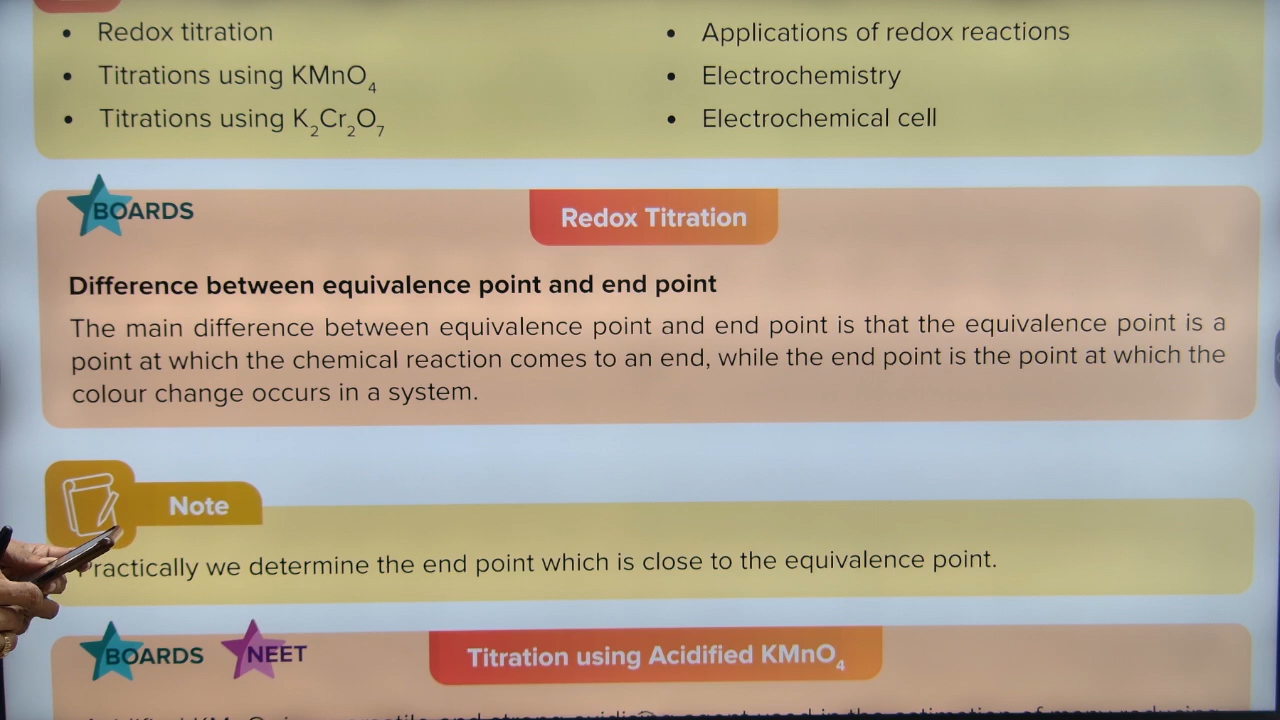 • Redox titration
• Applications of redox reactions
• Titrations using KMnO₄
• Electrochemistry
• Titrations using K₂Cr₂O₇
• Electrochemical cell
BOARDS
Redox Titration
Difference between equivalence point and end point
The main difference between equivalence point and end point is that the equivalence point is a
point at which the chemical reaction comes to an end, while the end point is the point at which the
colour change occurs in a system.
Note
Practically we determine the end point which is close to the equivalence point.
BOARDS NEET
Titration using Acidified KMnO₄